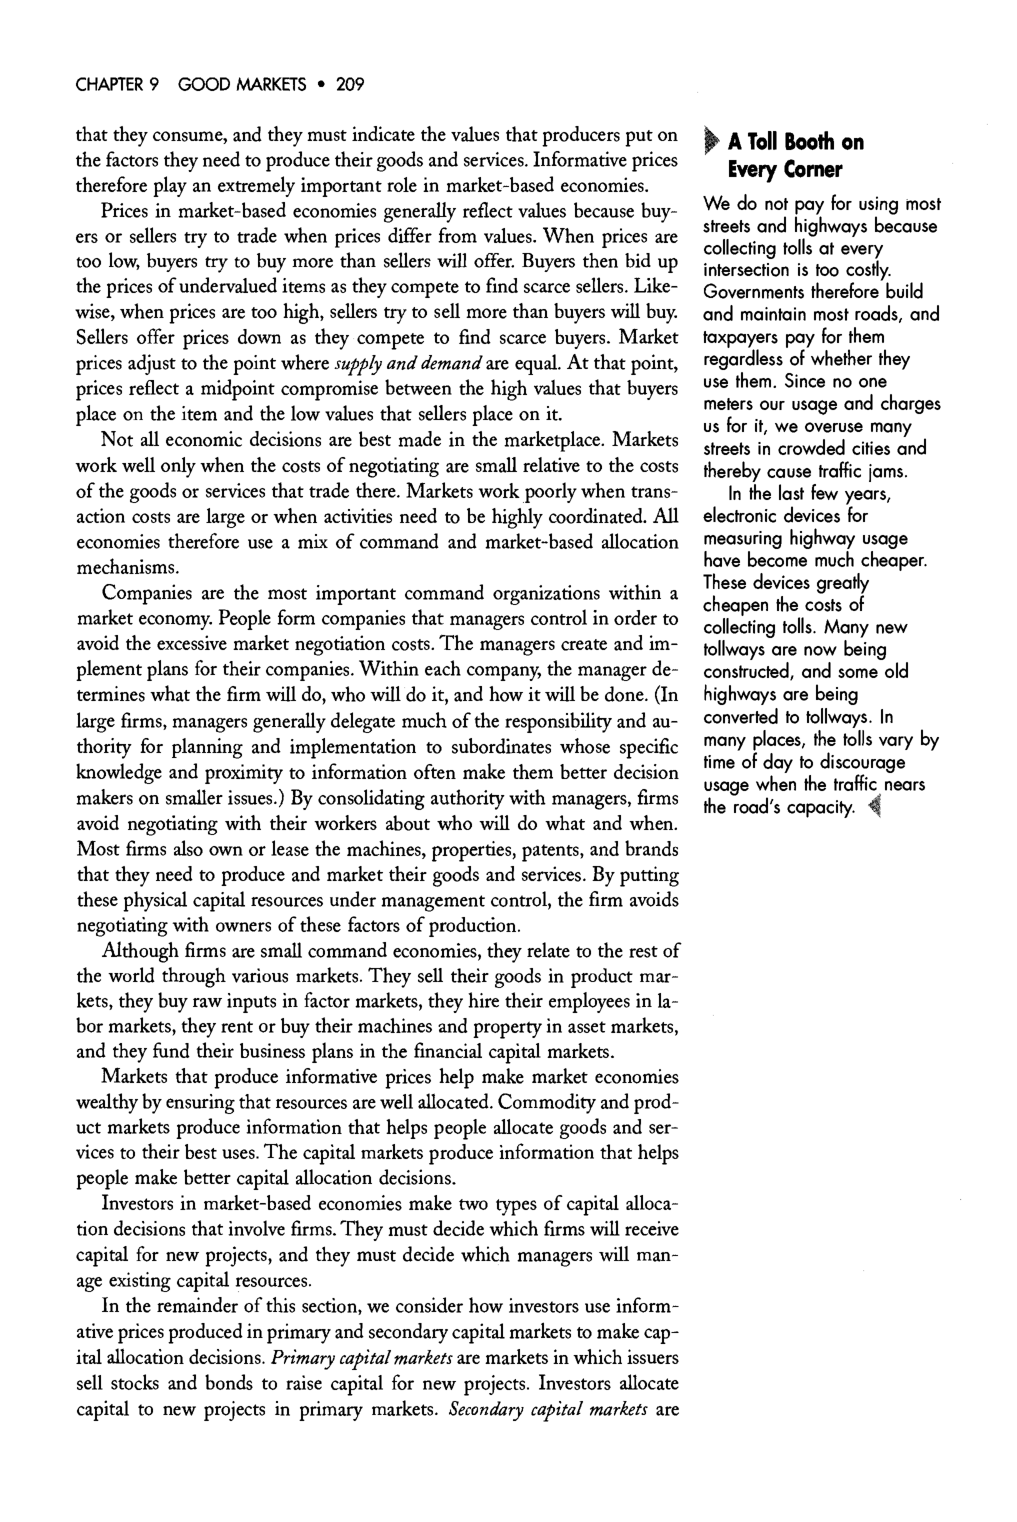 CHAPTER 9 GOOD MARKETS • 209
that they consume, and they must indicate the values that producers put on
the factors they need to produce their goods and services. Informative prices
therefore play an extremely important role in market-based economies.
Prices in market-based economies generally reflect values because buy-
ers or sellers try to trade when prices differ from values. When prices are
too low, buyers try to buy more than sellers will offer. Buyers then bid up
the prices of undervalued items as they compete to find scarce sellers. Like-
wise, when prices are too high, sellers try to sell more than buyers will buy.
Sellers offer prices down as they compete to find scarce buyers. Market
prices adjust to the point where supply and demand are equal. At that point,
prices reflect a midpoint compromise between the high values that buyers
place on the item and the low values that sellers place on it.
Not all economic decisions are best made in the marketplace. Markets
work well only when the costs of negotiating are small relative to the costs
of the goods or services that trade there. Markets work poorly when trans-
action costs are large or when activities need to be highly coordinated. All
economies therefore use a mix of command and market-based allocation
mechanisms.
Companies are the most important command organizations within a
market economy. People form companies that managers control in order to
avoid the excessive market negotiation costs. The managers create and im-
plement plans for their companies. Within each company, the manager de-
termines what the firm will do, who will do it, and how it will be done. (In
large firms, managers generally delegate much of the responsibility and au-
thority for planning and implementation to subordinates whose specific
knowledge and proximity to information often make them better decision
makers on smaller issues.) By consolidating authority with managers, firms
avoid negotiating with their workers about who will do what and when.
Most firms also own or lease the machines, properties, patents, and brands
that they need to produce and market their goods and services. By putting
these physical capital resources under management control, the firm avoids
negotiating with owners of these factors of production.
Although firms are small command economies, they relate to the rest of
the world through various markets. They sell their goods in product mar-
kets, they buy raw inputs in factor markets, they hire their employees in la-
bor markets, they rent or buy their machines and property in asset markets,
and they fund their business plans in the financial capital markets.
Markets that produce informative prices help make market economies
wealthy by ensuring that resources are well allocated. Commodity and prod-
uct markets produce information that helps people allocate goods and ser-
vices to their best uses. The capital markets produce information that helps
people make better capital allocation decisions.
Investors in market-based economies make two types of capital alloca-
tion decisions that involve firms. They must decide which firms will receive
capital for new projects, and they must decide which managers will man-
age existing capital resources.
In the remainder of this section, we consider how investors use inform-
ative prices produced in primary and secondary capital markets to make cap-
ital allocation decisions. Primary capital markets are markets in which issuers
sell stocks and bonds to raise capital for new projects. Investors allocate
capital to new projects in primary markets. Secondary capital markets are
A Toll Booth on
Every Corner
We do not pay for using most
streets and highways because
collecting tolls at every
intersection is too costly.
Governments therefore build
and maintain most roads, and
taxpayers pay for them
regardless of whether they
use them. Since no one
meters our usage and charges
us for it, we overuse many
streets in crowded cities and
thereby cause traffic jams.
In the last few years,
electronic devices for
measuring highway usage
have become much cheaper.
These devices greatly
cheapen the costs of
collecting tolls. Many new
tollways are now being
constructed, and some old
highways are being
converted to tollways. In
many places, the tolls vary by
time of day to discourage
usage when the traffic nears
the road's capacity.